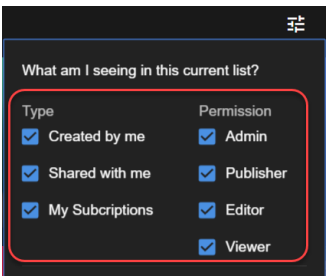 What am I seeing in this current list?
Type Permission
Created by me Admin
Shared with me Publisher
My Subcriptions Editor
Viewer